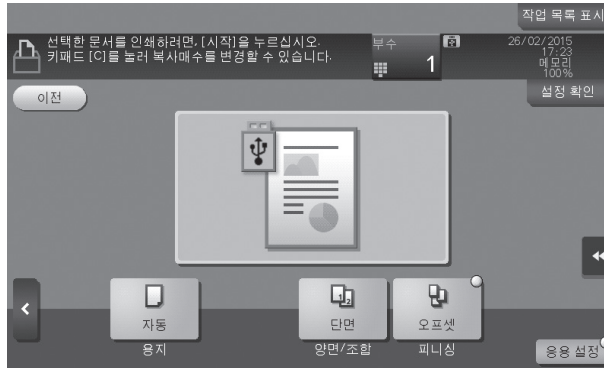 작업 목록 표시
선택한 문서를 인쇄하려면, [시작]을 누르십시오.
키패드 [C]를 눌러 복사매수를 변경할 수 있습니다.
부수
1
26/02/2015
17:23
메모리
100%
이전
설정 확인
자동
단면
1
2
오프셋
용지
양면/조합
피니싱
응용 설정